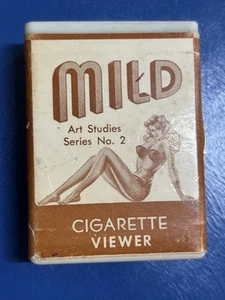 MILD
Art Studies
Series No. 2
CIGARETTE
VIEWER